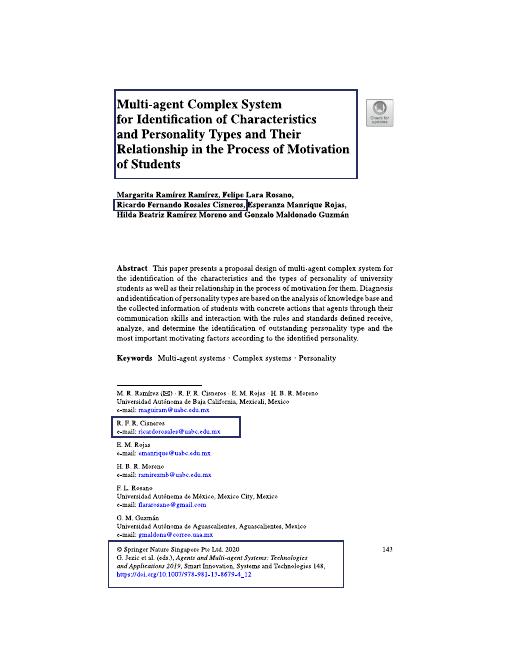 Multi-agent Complex System
for Identification of Characteristics
and Personality Types and Their
Relationship in the Process of Motivation
of Students
Check for
updates
Margarita Ramírez Ramírez, Felipe Lara Rosano,
Ricardo Fernando Rosales Cisneros, Esperanza Manrique Rojas,
Hilda Beatriz Ramírez Moreno and Gonzalo Maldonado Guzmán
Abstract This paper presents a proposal design of multi-agent complex system for
the identification of the characteristics and the personality types of university
students as well as their relationship in the process of motivation for them. Diagnosis
and identification of personality types are based on the analysis of knowledge base and
the collected information of students with concrete actions that agents through their
communication skills and interaction with the rules and standards defined receive,
analyze, and determine the identification of outstanding personality type and the
most important motivating factors according to the identified personality.
Keywords Multi-agent systems · Complex systems · Personality
M. R. Ramírez (✉) · R. F. R. Cisneros · E. M. Rojas · H. B. R. Moreno
Universidad Autónoma de Baja California, Mexicali, Mexico
e-mail: maguiram@uabc.edu.mx
R. F. R. Cisneros
e-mail: ricardorosales@uabc.edu.mx
E. M. Rojas
e-mail: emanrique@uabc.edu.mx
H. B. R. Moreno
e-mail: ramirezmb@uabc.edu.mx
F. L. Rosano
Universidad Autónoma de México, Mexico City, Mexico
e-mail: flararosano@gmail.com
G. M. Guzmán
Universidad Autónoma de Aguascalientes, Aguascalientes, Mexico
e-mail: gmaldona@correo.uaa.mx
© Springer Nature Singapore Pte Ltd. 2020 143
G. Jezic et al. (eds.), Agents and Multi-agent Systems: Technologies
and Applications 2019, Smart Innovation, Systems and Technologies 148,
https://doi.org/10.1007/978-981-13-8679-4_12